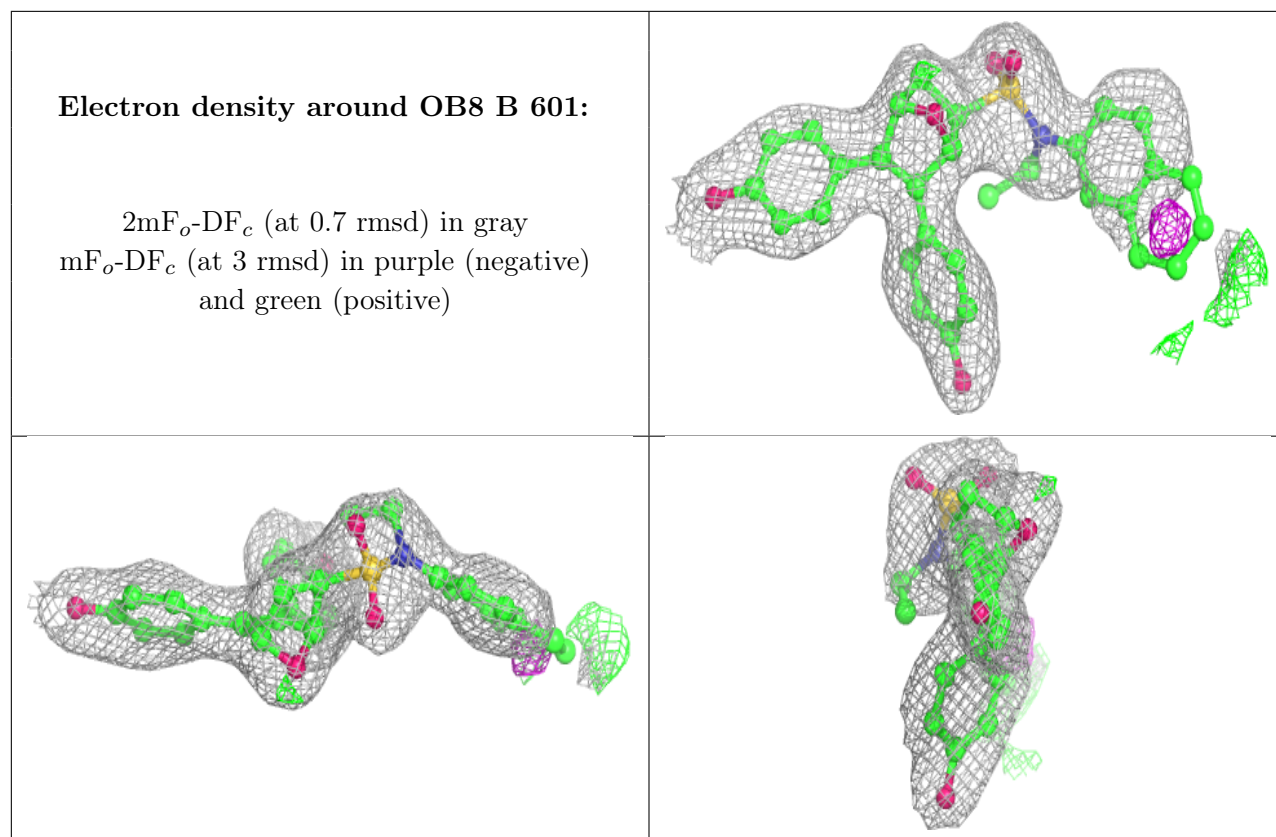 Electron density around OB8 B 601:
2mFₒ-DF𝒸 (at 0.7 rmsd) in gray
mFₒ-DF𝒸 (at 3 rmsd) in purple (negative)
and green (positive)